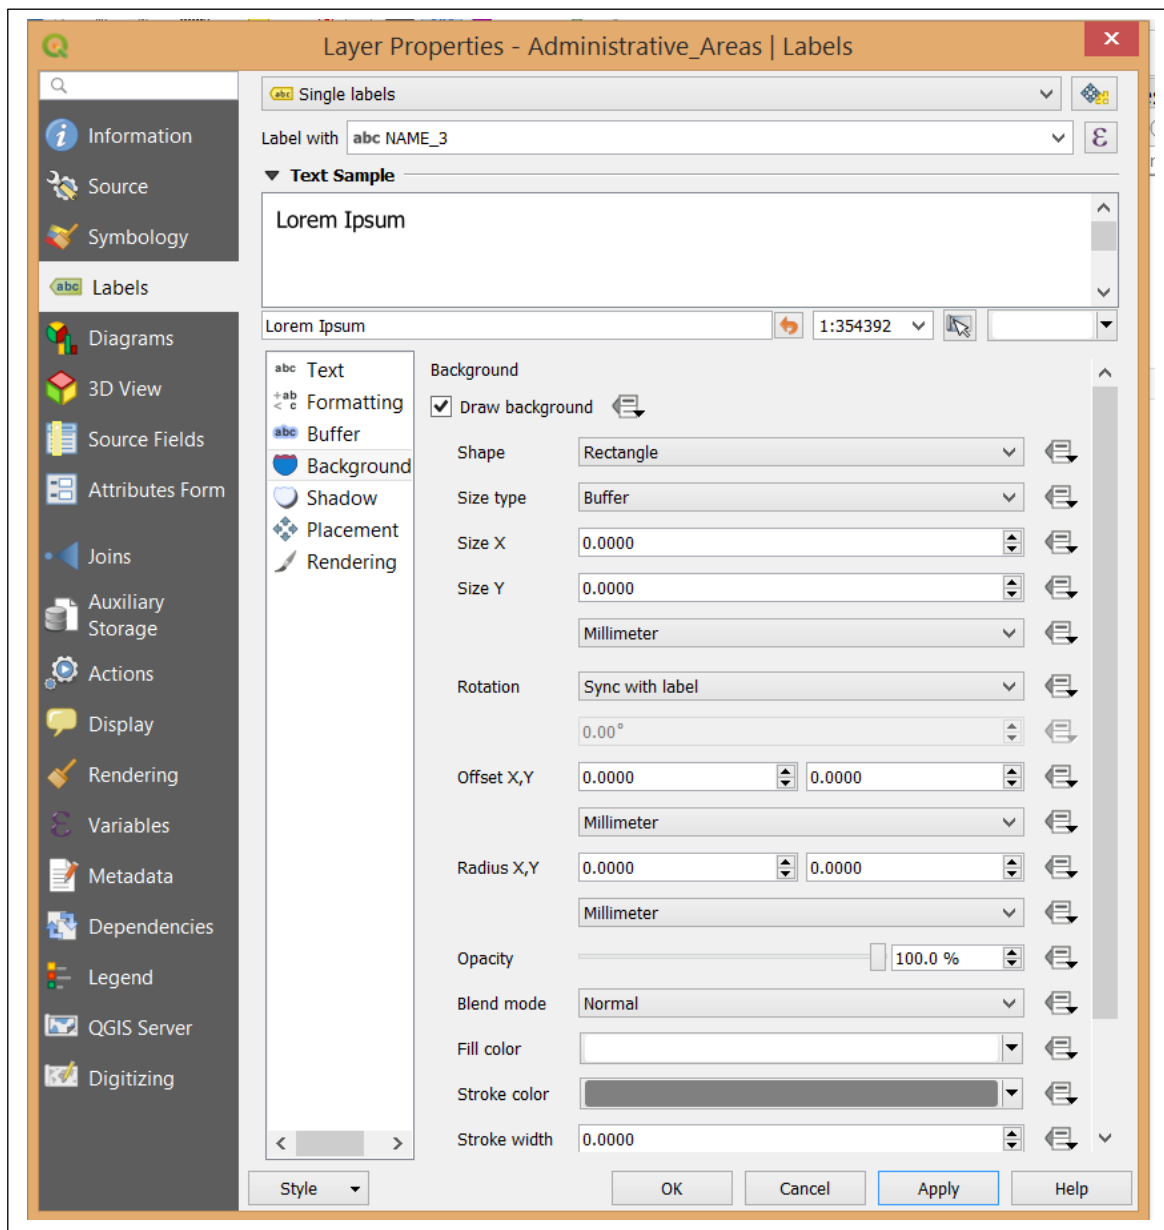 Layer Properties - Administrative_Areas | Labels
Single labels
Label with abc NAME_3
Text Sample
Lorem Ipsum
Lorem Ipsum
1:354392
Information
Source
Symbology
abc Labels
Diagrams
3D View
Source Fields
Attributes Form
Joins
Auxiliary
Storage
Actions
Display
Rendering
Variables
Metadata
Dependencies
Legend
QGIS Server
Digitizing
abc Text
+ab
< c Formatting
abc Buffer
Background
Shadow
Placement
Rendering
Background
Draw background
Shape Rectangle
Size type Buffer
Size X 0.0000
Size Y 0.0000
Millimeter
Rotation Sync with label
0.00°
Offset X,Y 0.0000 0.0000
Millimeter
Radius X,Y 0.0000 0.0000
Millimeter
Opacity 100.0 %
Blend mode Normal
Fill color
Stroke color
Stroke width 0.0000
Style OK Cancel Apply Help